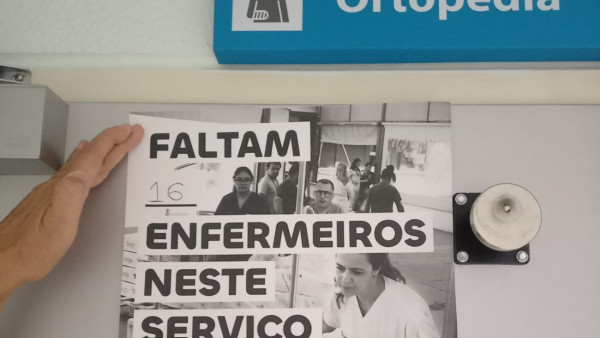 Ortopedia
FALTAM
16
ENFERMEIROS
NESTE
SERVIÇO